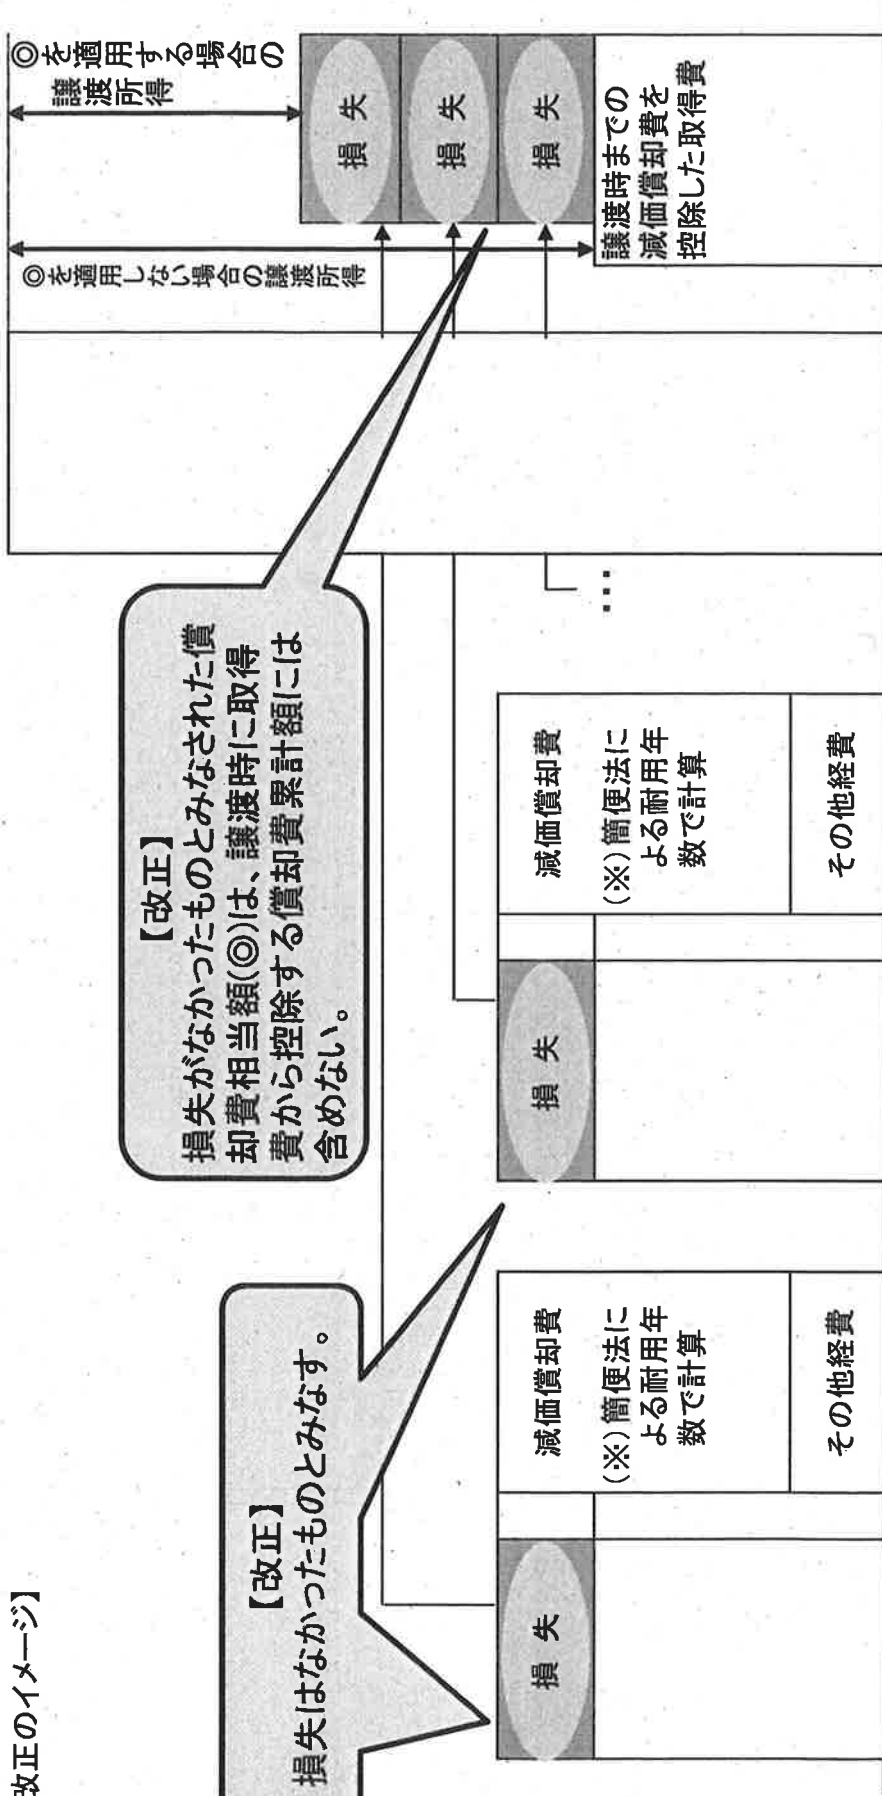 改正のイメージ】
【改正】
損失はなかったものとみなす。
【改正】
損失がなかったものとみなされた償
却費相当額(◎)は、譲渡時に取得
費から控除する償却費累計額には
含めない。
損 失
減価償却費
(※)簡便法に
よる耐用年
数で計算
その他経費
損 失
減価償却費
(※)簡便法に
よる耐用年
数で計算
その他経費
…
◎を適用しない場合の譲渡所得
◎を適用する場合の
譲渡所得
損 失
損 失
損 失
譲渡時までの
減価償却費を
控除した取得費